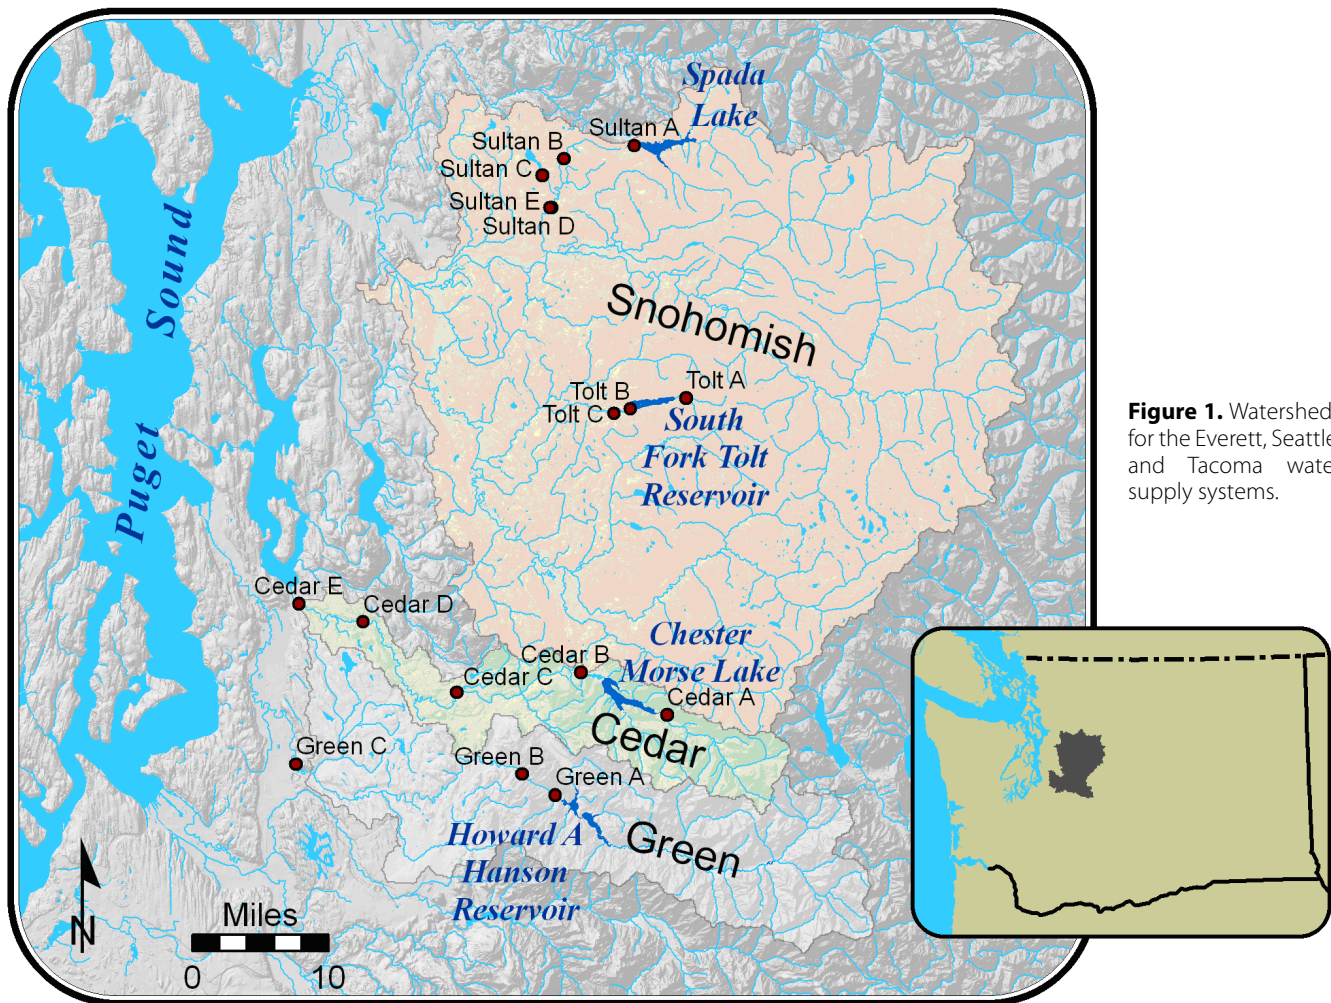 Spada
Lake
Sultan A
Sultan B
Sultan C
Sultan E
Sultan D
Puget Sound
Snohomish
Tolt A
Tolt B
Tolt C
South
Fork Tolt
Reservoir
Figure 1. Watershed
for the Everett, Seattle
and Tacoma wate
supply systems.
Cedar E
Cedar D
Chester
Morse Lake
Cedar B
Cedar C
Cedar A
Cedar
Green C
Green B
Green A
Howard A
Hanson
Reservoir
Green
N
Miles
0 10